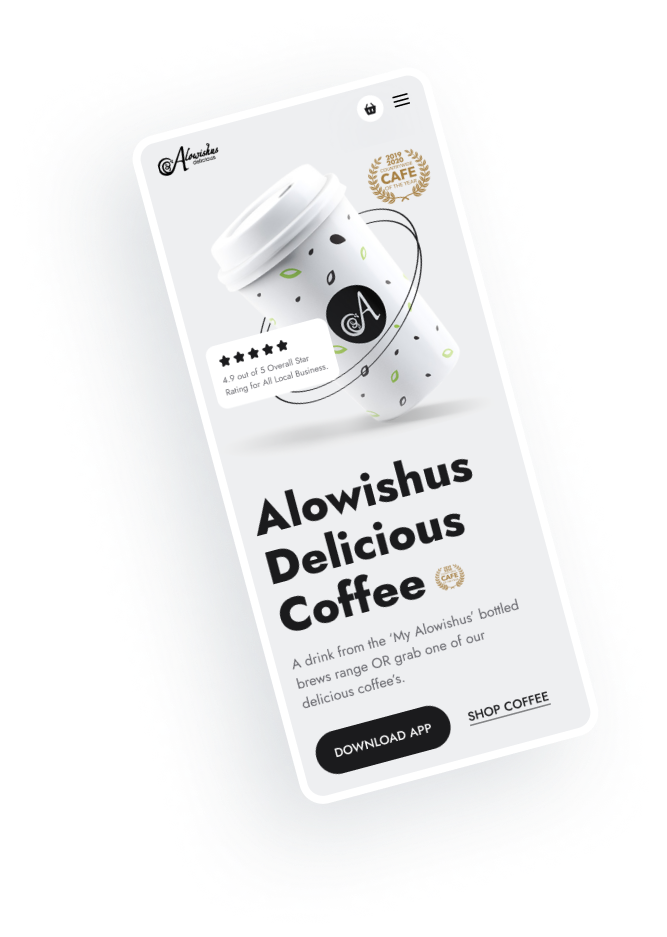 Alowishus
delicious
2019
2020
COUNTRYWIDE
CAFE
OF THE YEAR
A
4.9 out of 5 Overall Star
Rating for All Local Business.
Alowishus
Delicious
Coffee
CAFE
A drink from the ‘My Alowishus’ bottled
brews range OR grab one of our
delicious coffee’s.
DOWNLOAD APP
SHOP COFFEE